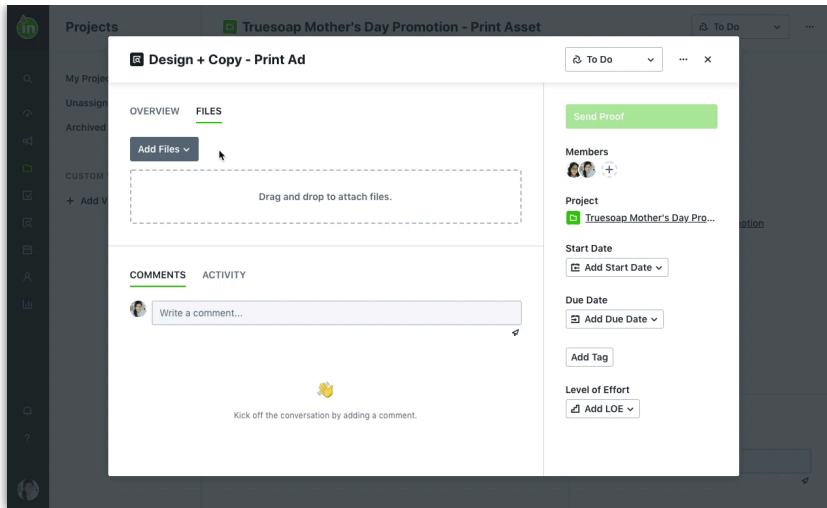 in
Projects
Truesoap Mother's Day Promotion - Print Asset
To Do
My Projec
Unassign
Archived
CUSTOM
+ Add V
Design + Copy - Print Ad
To Do
OVERVIEW FILES
Add Files
Drag and drop to attach files.
COMMENTS ACTIVITY
Write a comment...
Kick off the conversation by adding a comment.
Send Proof
Members
Project
Truesoap Mother's Day Pro...
Start Date
Add Start Date
Due Date
Add Due Date
Add Tag
Level of Effort
Add LOE
otion
?